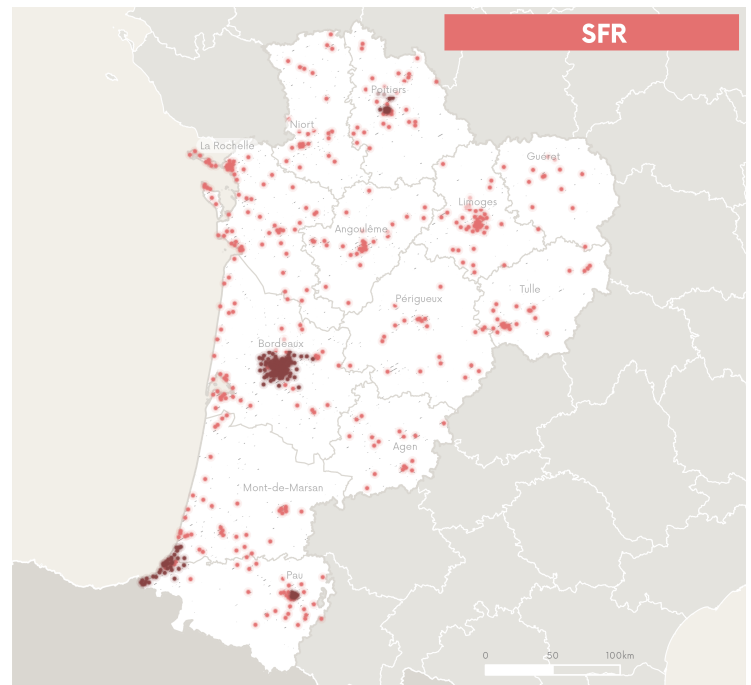 SFR
Poitiers
Niort
La Rochelle
Guéret
Limoges
Angoulême
Tulle
Périgueux
Bordeaux
Agen
Mont-de-Marsan
Pau
0 50 100km